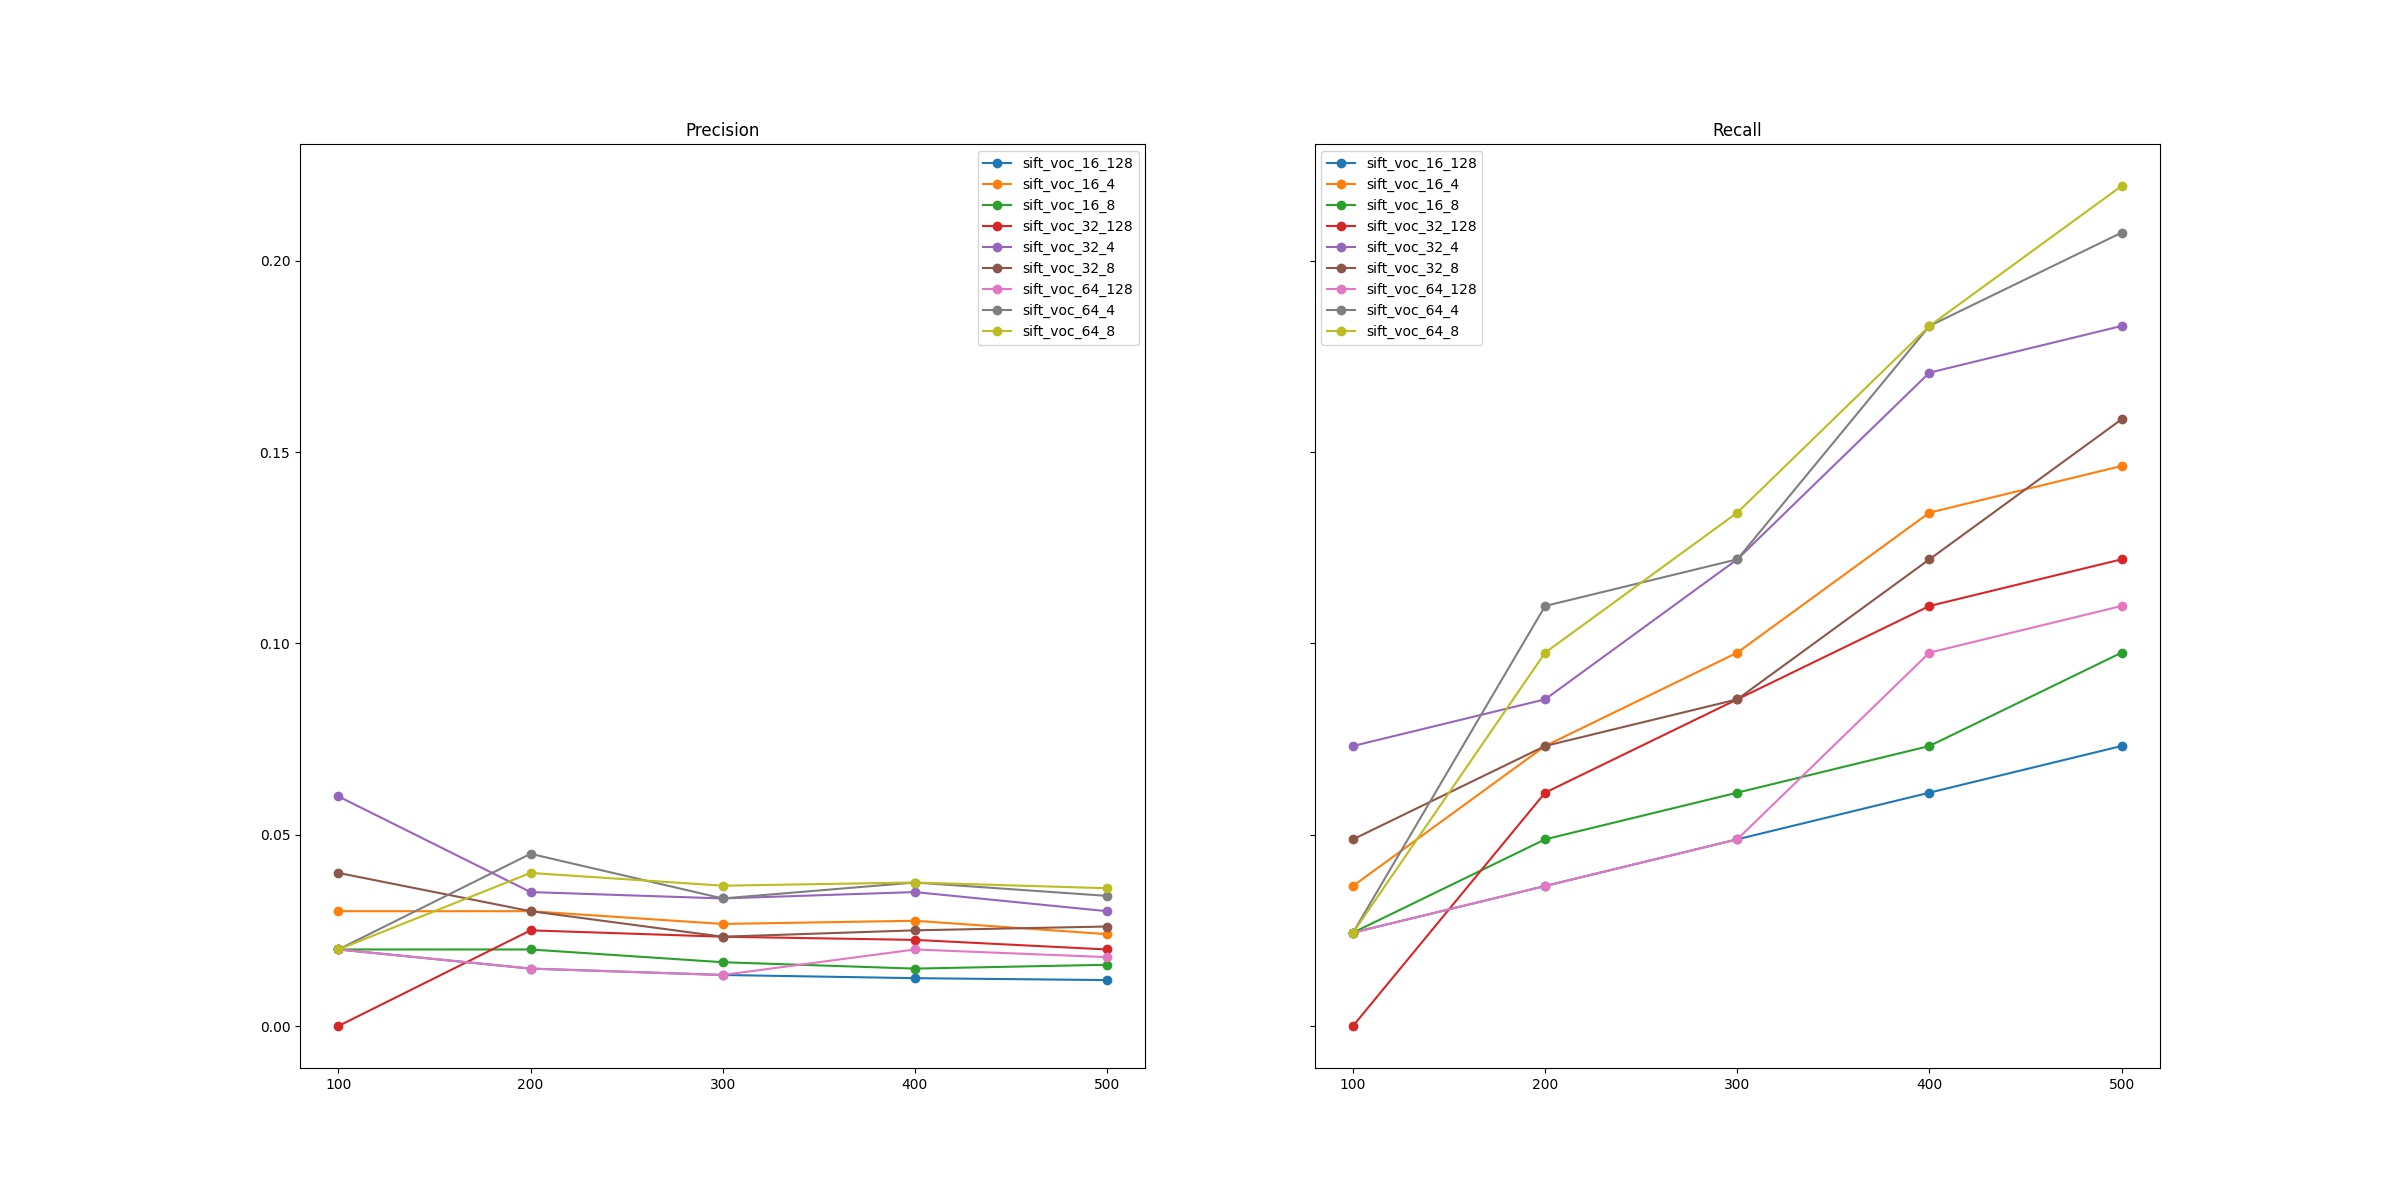 Precision
sift_voc_16_128
sift_voc_16_4
sift_voc_16_8
sift_voc_32_128
sift_voc_32_4
sift_voc_32_8
sift_voc_64_128
sift_voc_64_4
sift_voc_64_8
0.20
0.15
0.10
0.05
0.00
100 200 300 400 500
Recall
sift_voc_16_128
sift_voc_16_4
sift_voc_16_8
sift_voc_32_128
sift_voc_32_4
sift_voc_32_8
sift_voc_64_128
sift_voc_64_4
sift_voc_64_8
100 200 300 400 500